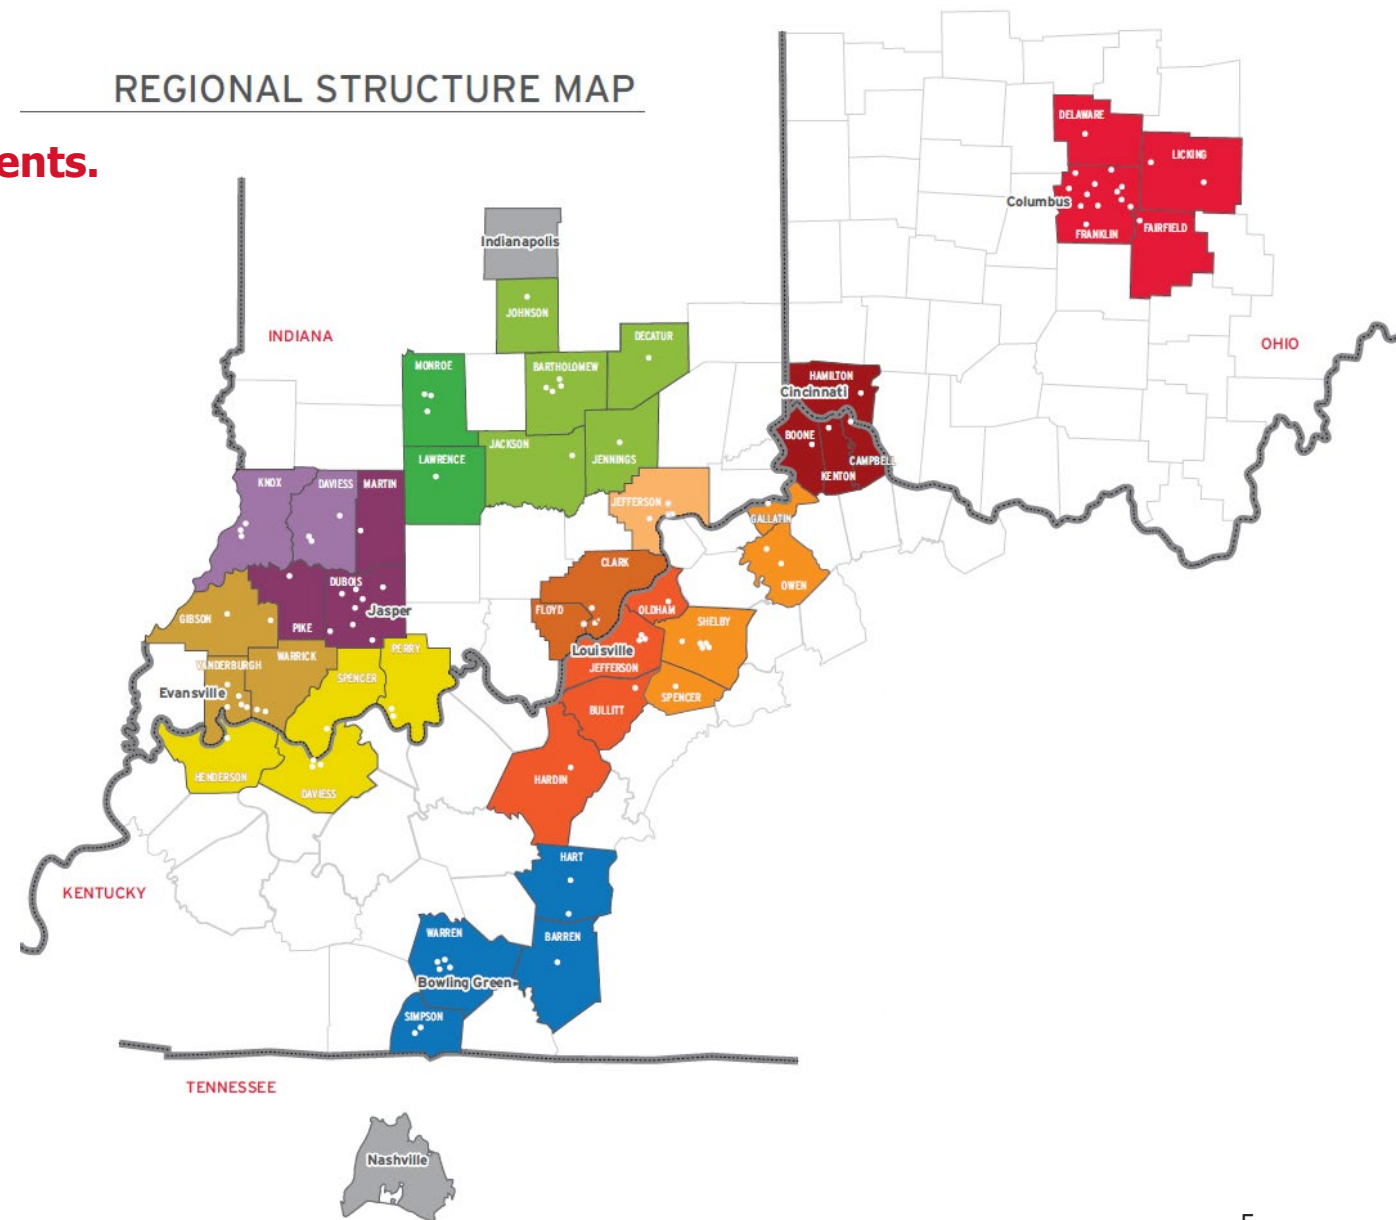 REGIONAL STRUCTURE MAP
ents.
DELAWARE
LICKING
Columbus
FRANKLIN
FAIRFIELD
Indianapolis
JOHNSON
INDIANA
DECATUR
OHIO
MONROE
BARTHOLOMEW
HAMILTON
Cincinnati
BOONE
JACKSON
LAWRENCE
JENNINGS
CAMPBELL
KENTON
KNOX
DAVIESS
MARTIN
JEFFERSON
GALLATIN
CLARK
DUBOIS
OWEN
Jasper
FLOYD
OLDHAM
GIBSON
PIKE
SHELBY
PERRY
Louisville
WARRICK
VANDERBURGH
JEFFERSON
SPENCER
Evansville
SPENCER
BULLITT
HENDERSON
HARDIN
DAVIESS
HART
KENTUCKY
WARREN
BARREN
Bowling Green
SIMPSON
TENNESSEE
Nashville